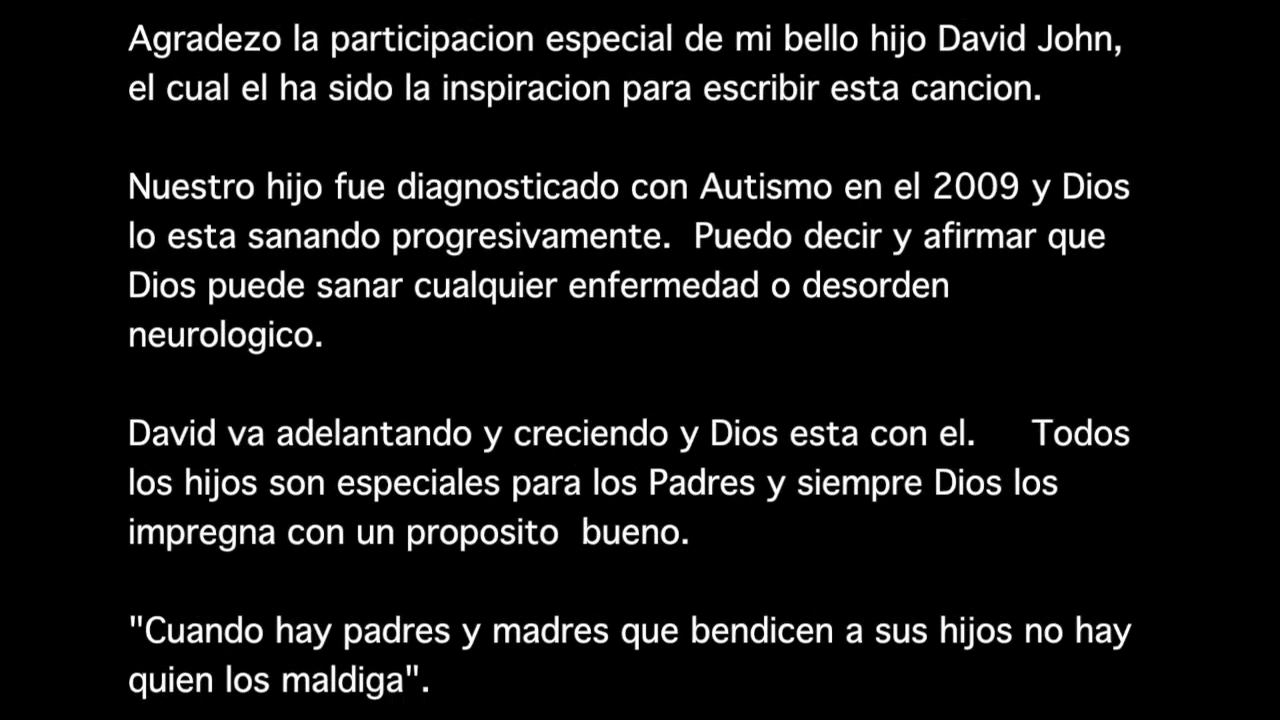 Agradezo la participacion especial de mi bello hijo David John,
el cual el ha sido la inspiracion para escribir esta cancion.
Nuestro hijo fue diagnosticado con Autismo en el 2009 y Dios
lo esta sanando progresivamente.  Puedo decir y afirmar que
Dios puede sanar cualquier enfermedad o desorden
neurologico.
David va adelantando y creciendo y Dios esta con el.     Todos
los hijos son especiales para los Padres y siempre Dios los
impregna con un proposito  bueno.
"Cuando hay padres y madres que bendicen a sus hijos no hay
quien los maldiga".